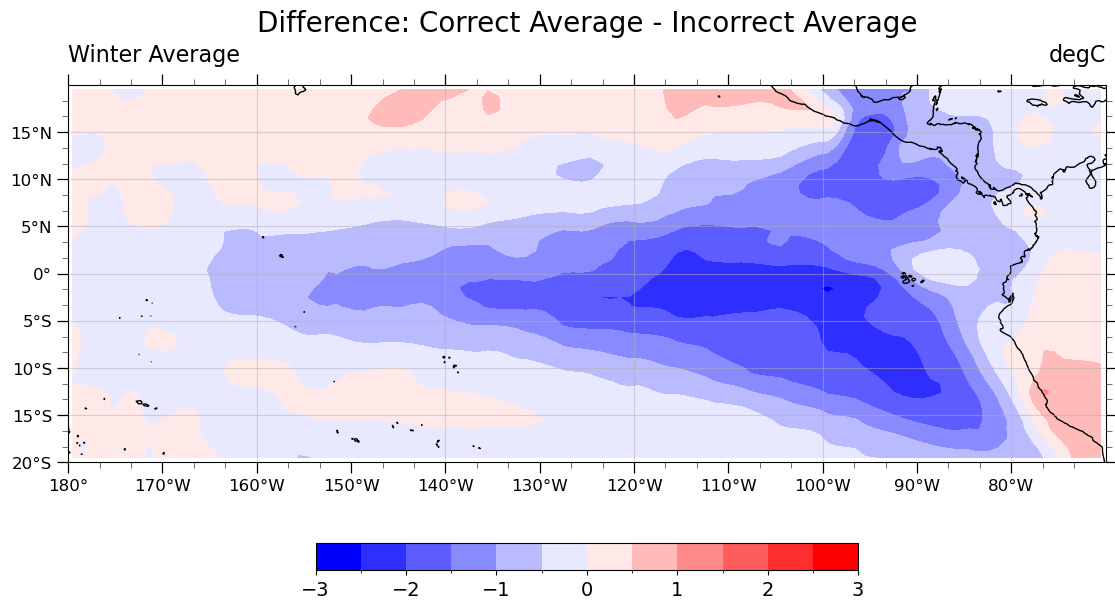 Difference: Correct Average - Incorrect Average
Winter Average
degC
15°N
10°N
5°N
0°
5°S
10°S
15°S
20°S
180° 170°W 160°W 150°W 140°W 130°W 120°W 110°W 100°W 90°W 80°W
−3 −2 −1 0 1 2 3